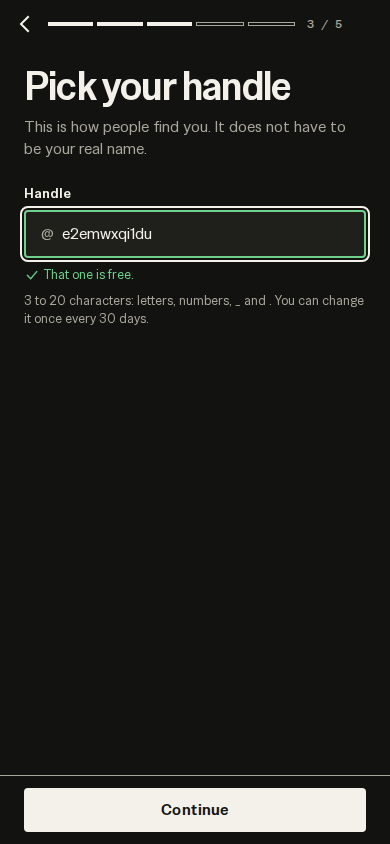 3 / 5
Pick your handle
This is how people find you. It does not have to
be your real name.
Handle
@ e2emwxqi1du
That one is free.
3 to 20 characters: letters, numbers, _ and . You can change
it once every 30 days.
Continue